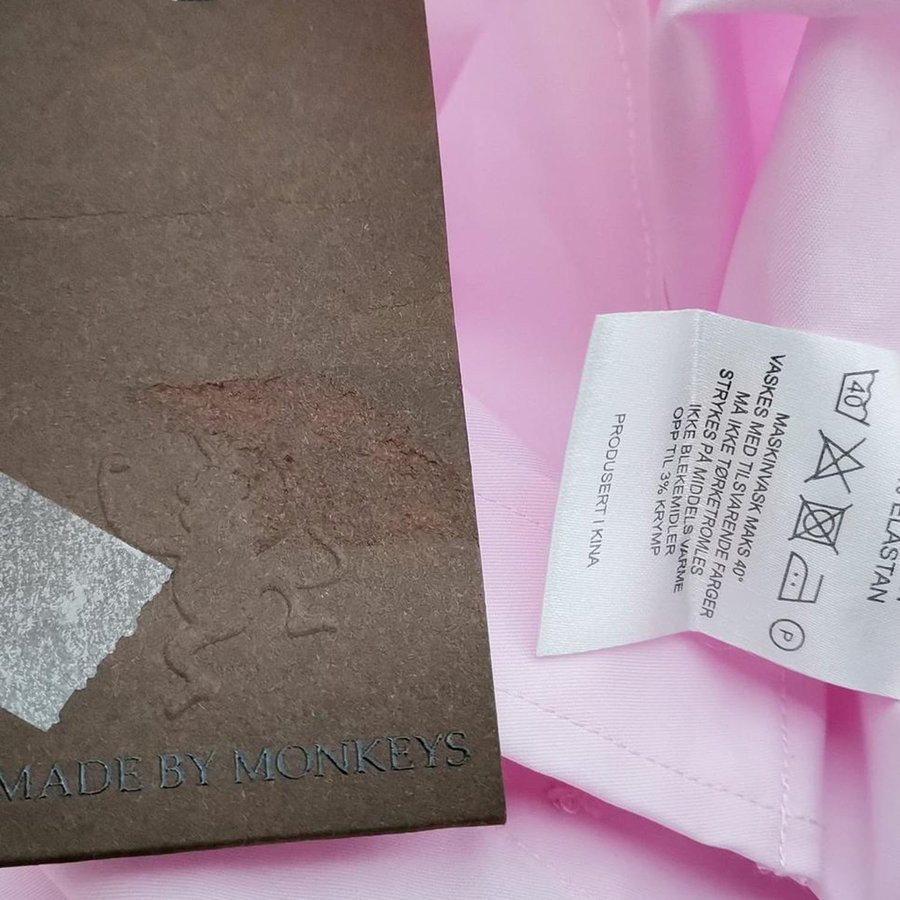 MADE BY MONKEYS
ELASTAN
40
P
MASKINVASK MAKS 40°
VASKES MED TILSVARENDE FARGER
MÅ IKKE TØRKETROMLES
STRYKES PÅ MIDDELS VARME
IKKE BLEKEMIDLER
OPP TIL 3% KRYMP
PRODUSERT I KINA